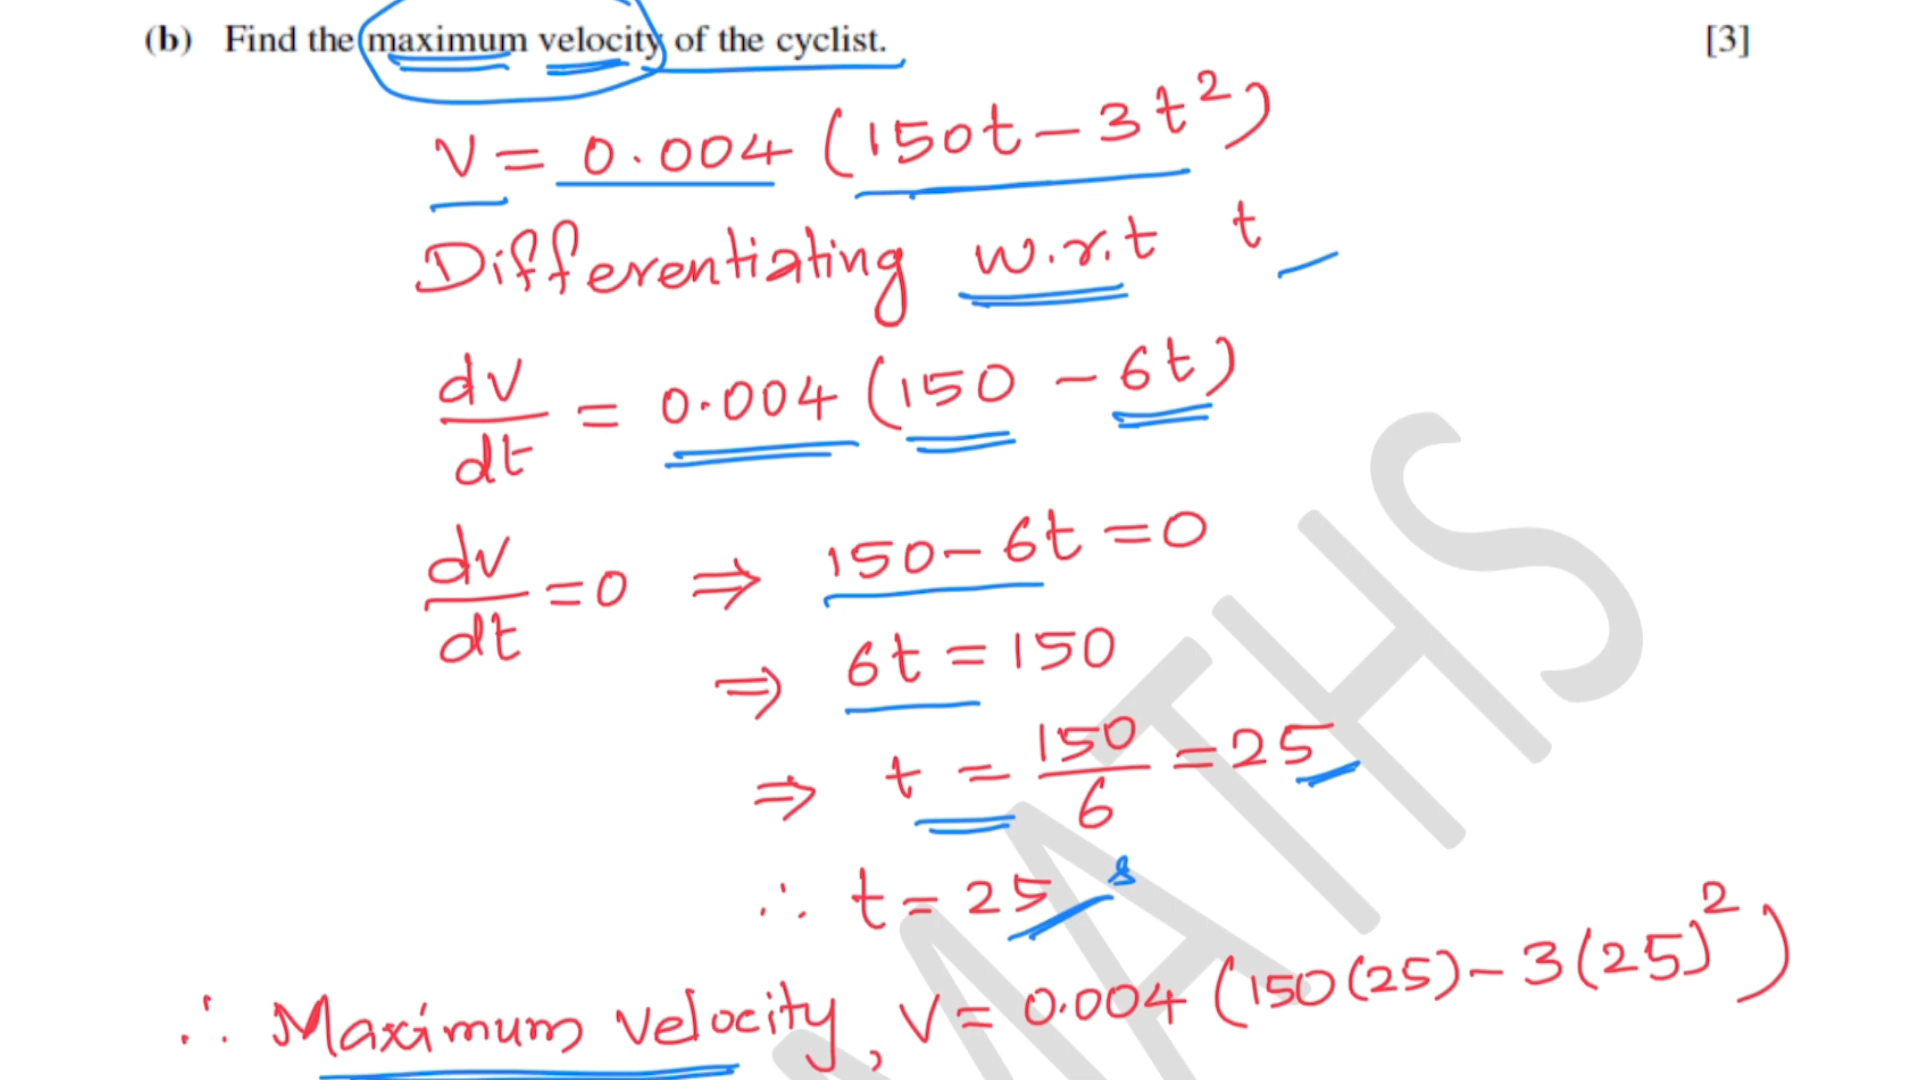 (b) Find the maximum velocity of the cyclist. [3]
V = 0.004 (150t - 3t²)
Differentiating w.r.t t
dv/dt = 0.004 (150 - 6t)
dv/dt = 0 ⇒ 150 - 6t = 0
⇒ 6t = 150
⇒ t = 150/6 = 25
∴ t = 25 s
∴ Maximum velocity, V = 0.004 (150(25) - 3(25)²)
MATHS